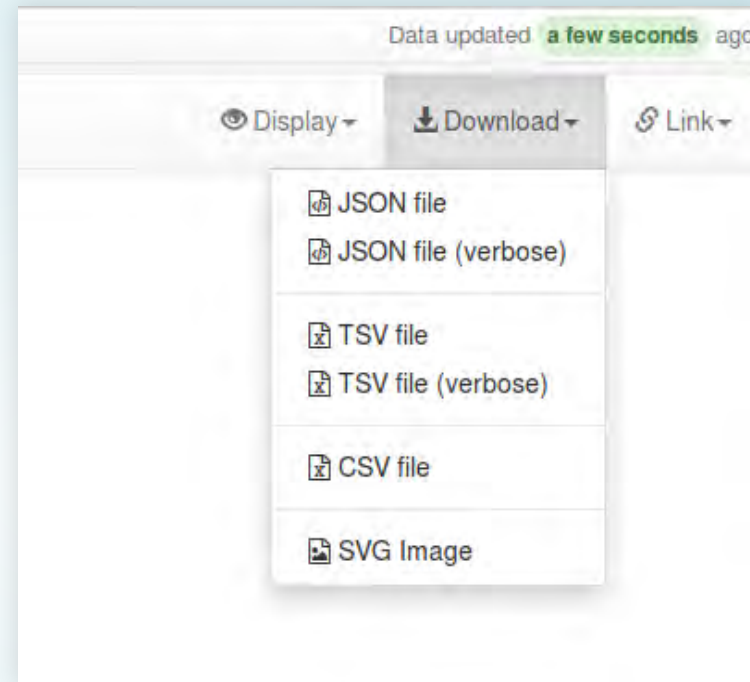 Data updated a few seconds ago
Display Download Link
JSON file
JSON file (verbose)
TSV file
TSV file (verbose)
CSV file
SVG Image